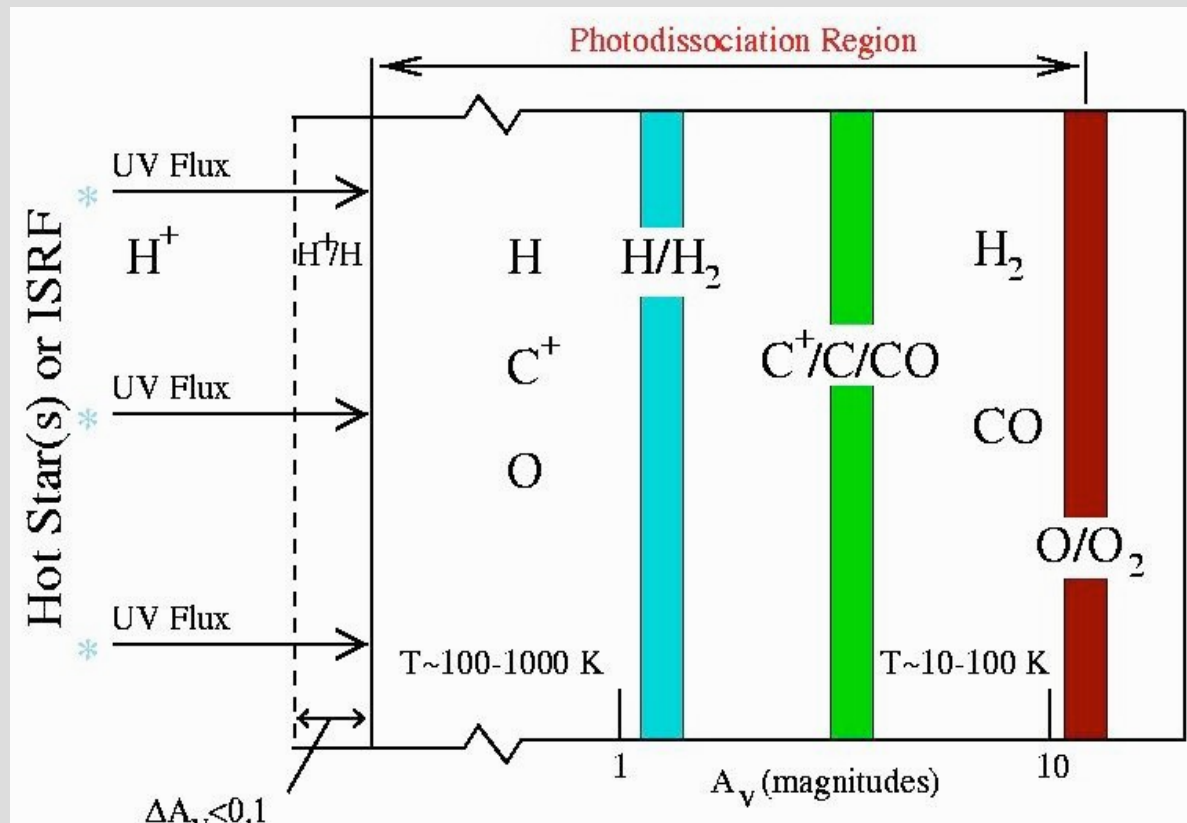 Photodissociation Region
Hot Star(s) or ISRF
UV Flux
H⁺
H⁺/H
H
H/H₂
H₂
C⁺
C⁺/C/CO
UV Flux
CO
O
O/O₂
UV Flux
T~100-1000 K
T~10-100 K
1
10
Aᵥ (magnitudes)
ΔAᵥ<0.1